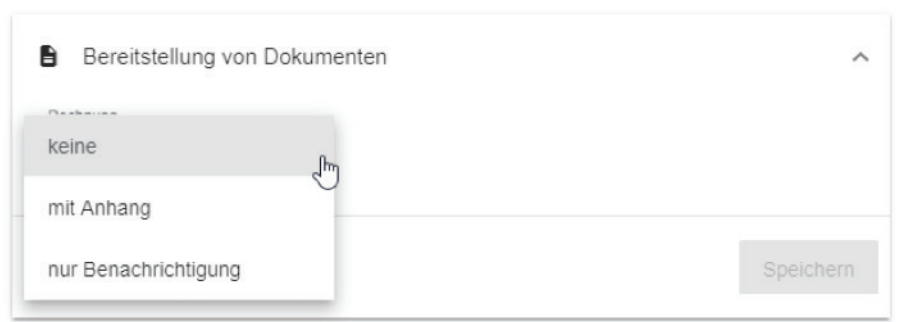 Bereitstellung von Dokumenten
keine
mit Anhang
nur Benachrichtigung
Speichern